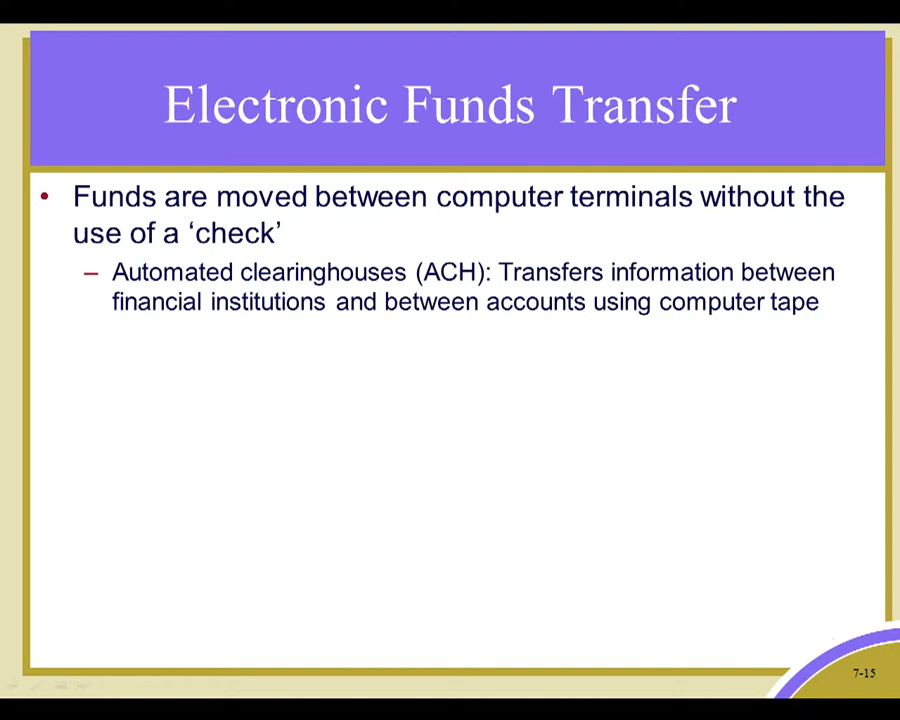 Electronic Funds Transfer
• Funds are moved between computer terminals without the
use of a ‘check’
– Automated clearinghouses (ACH): Transfers information between
financial institutions and between accounts using computer tape
7-15